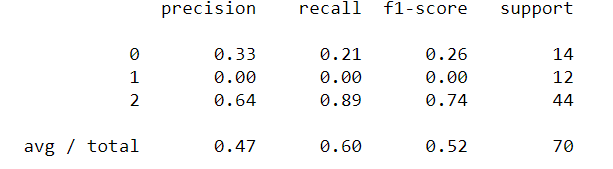 precision recall f1-score support
0 0.33 0.21 0.26 14
1 0.00 0.00 0.00 12
2 0.64 0.89 0.74 44
avg / total 0.47 0.60 0.52 70